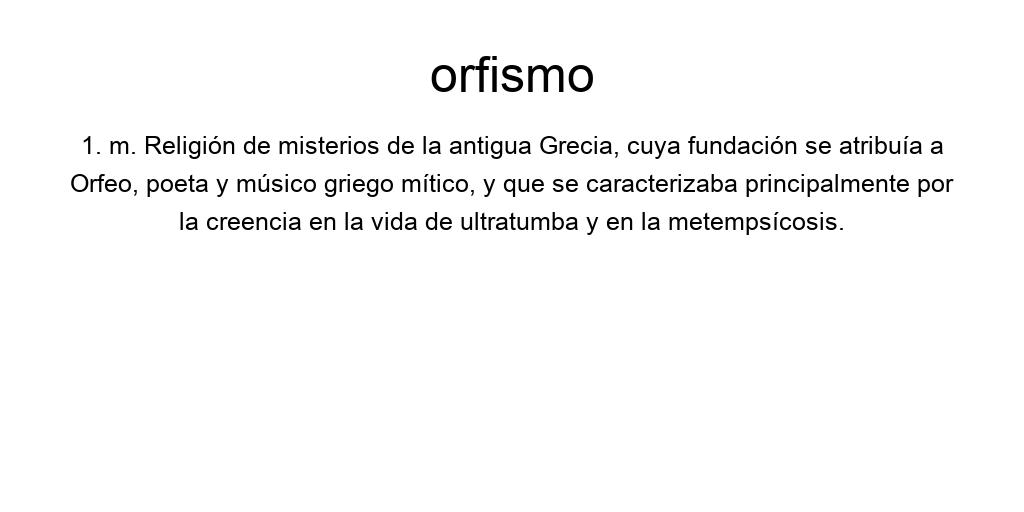 orfismo
1. m. Religión de misterios de la antigua Grecia, cuya fundación se atribuía a
Orfeo, poeta y músico griego mítico, y que se caracterizaba principalmente por
la creencia en la vida de ultratumba y en la metempsícosis.